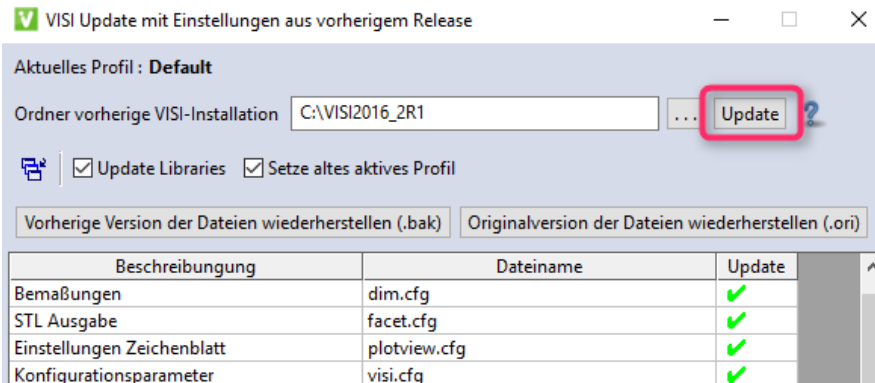 VISI Update mit Einstellungen aus vorherigem Release
Aktuelles Profil : Default
Ordner vorherige VISI-Installation C:\VISI2016_2R1 ... Update ?
Update Libraries Setze altes aktives Profil
Vorherige Version der Dateien wiederherstellen (.bak) Originalversion der Dateien wiederherstellen (.ori)
Beschreibungung Dateiname Update
Bemaßungen dim.cfg
STL Ausgabe facet.cfg
Einstellungen Zeichenblatt plotview.cfg
Konfigurationsparameter visi.cfg